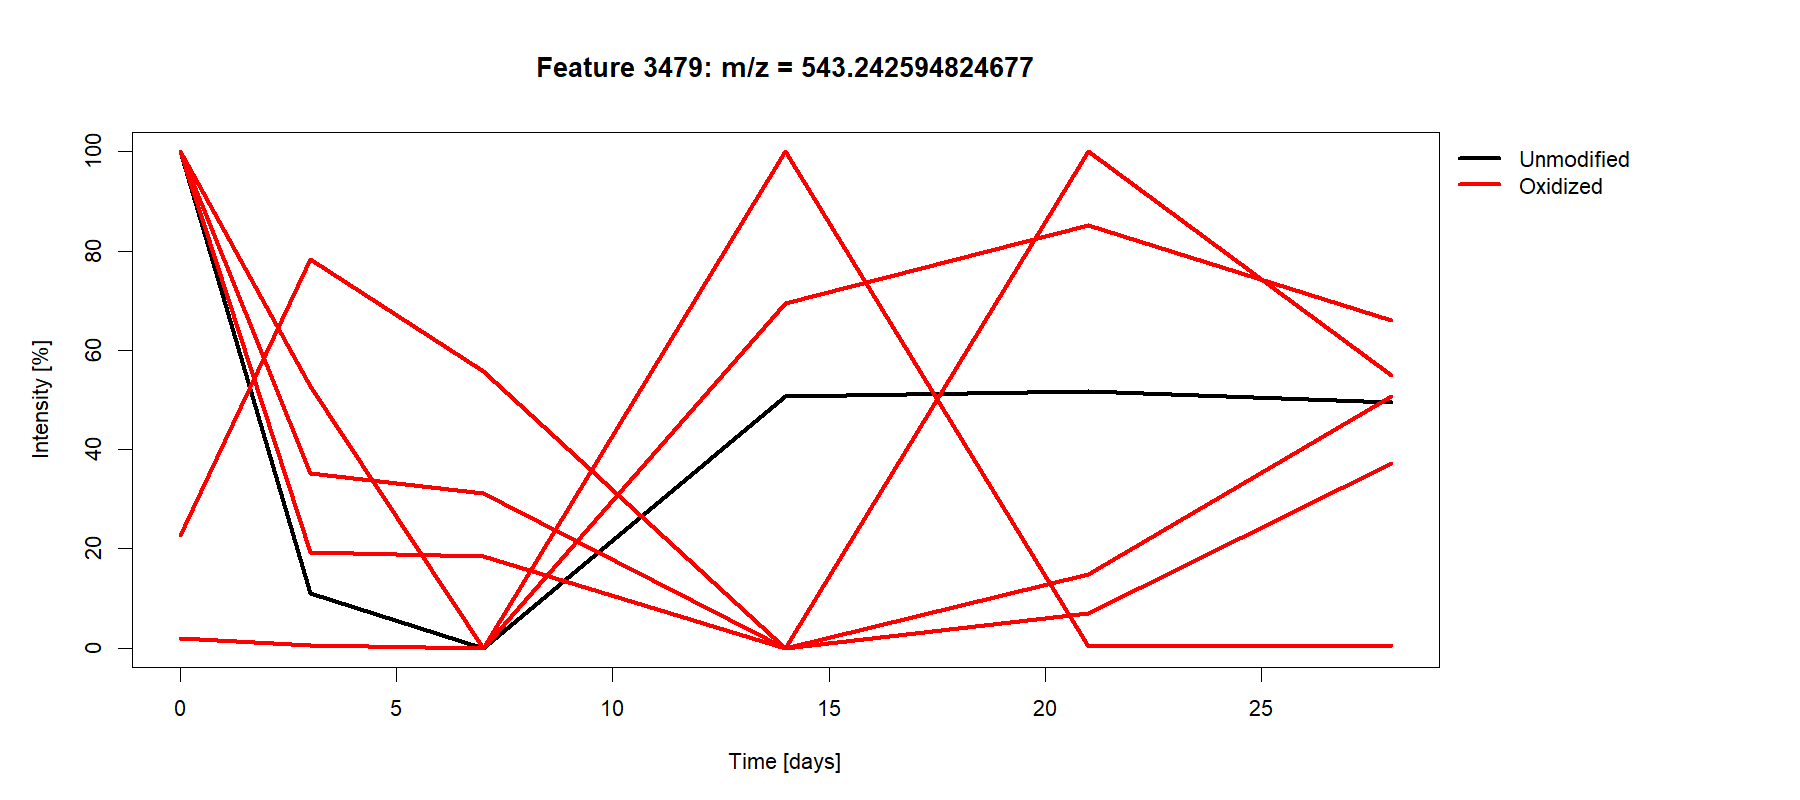 Feature 3479: m/z = 543.242594824677
Unmodified
Oxidized
Intensity [%]
100
80
60
40
20
0
0 5 10 15 20 25
Time [days]